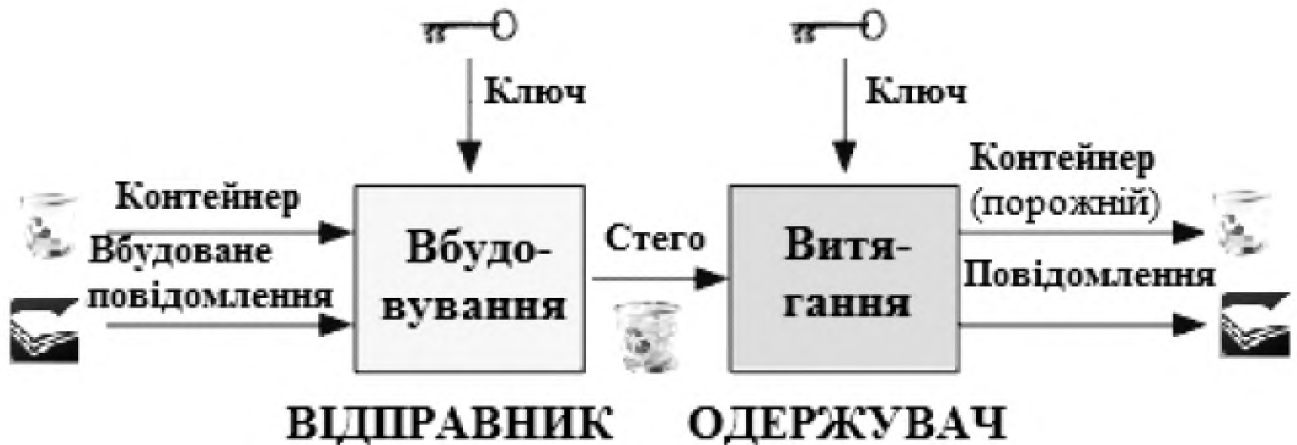 Ключ
Ключ
Контейнер
Вбудоване
повідомлення
Вбудо-
вування
Стего
Витя-
гання
Контейнер
(порожній)
Повідомлення
ВІДПРАВНИК
ОДЕРЖУВАЧ